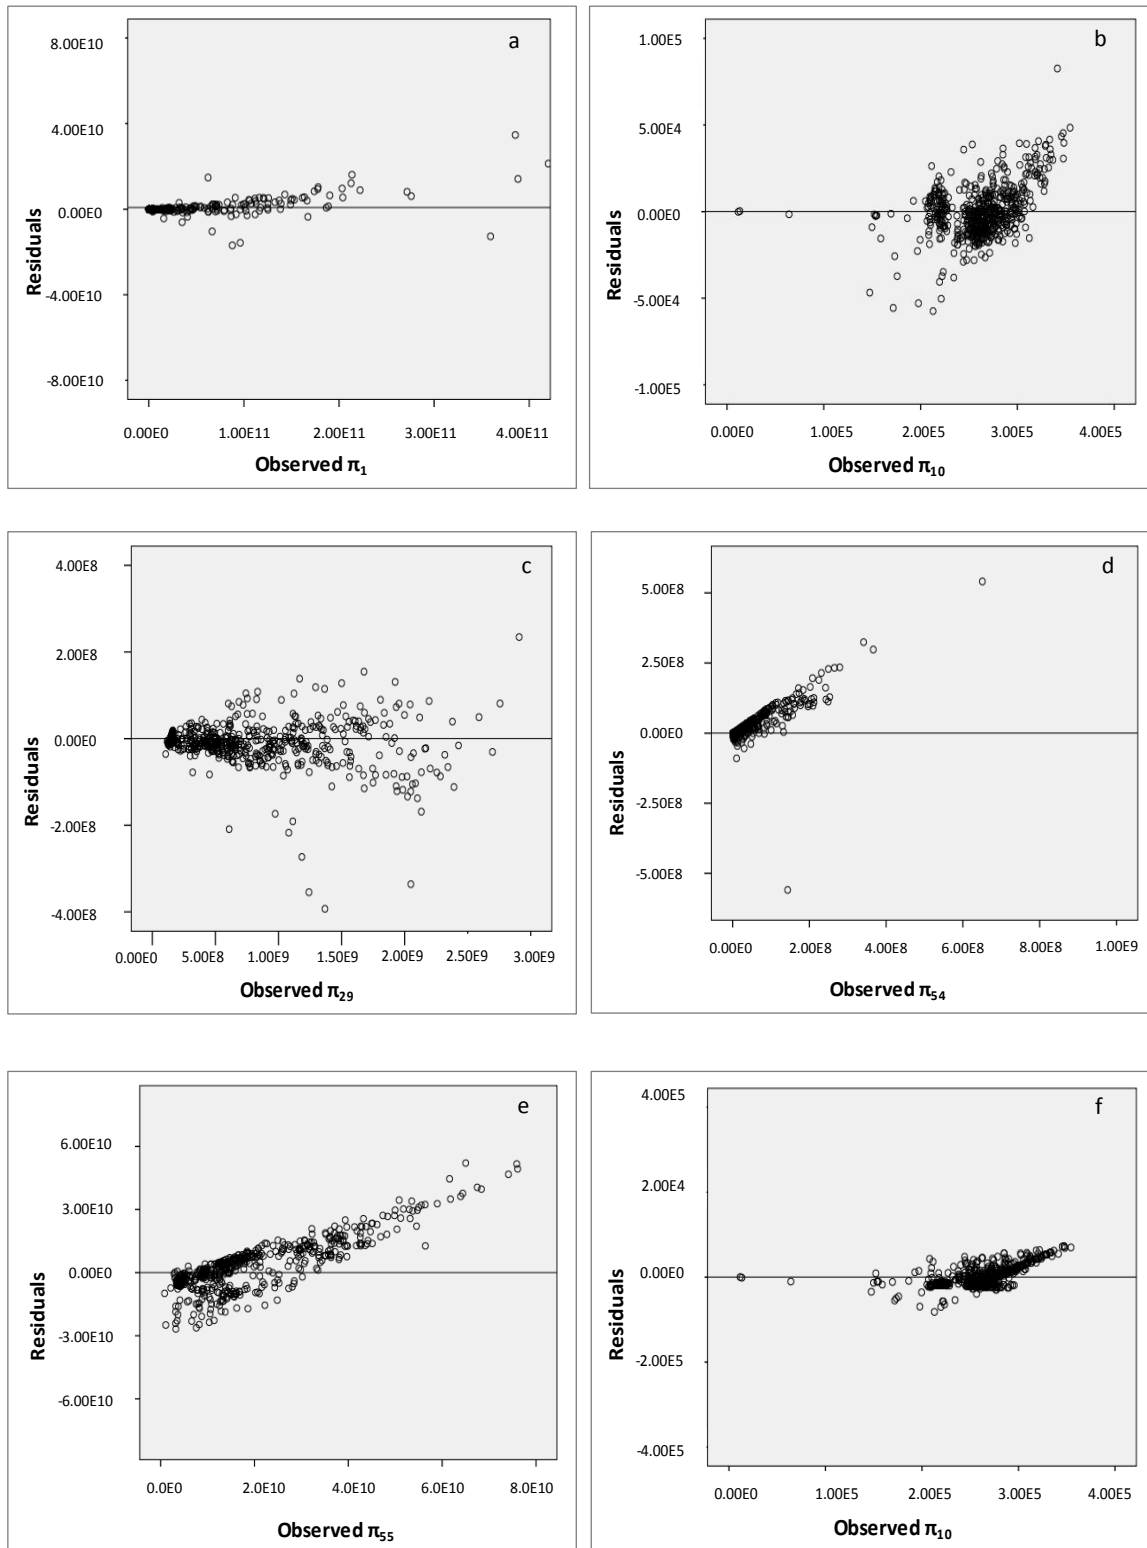 a
8.00E10
4.00E10
0.00E0
-4.00E10
-8.00E10
Residuals
0.00E0 1.00E11 2.00E11 3.00E11 4.00E11
Observed π₁
b
1.00E5
5.00E4
0.00E0
-5.00E4
-1.00E5
Residuals
0.00E0 1.00E5 2.00E5 3.00E5 4.00E5
Observed π₁₀
c
4.00E8
2.00E8
0.00E0
-2.00E8
-4.00E8
Residuals
0.00E0 5.00E8 1.00E9 1.50E9 2.00E9 2.50E9 3.00E9
Observed π₂₉
d
5.00E8
2.50E8
0.00E0
-2.50E8
-5.00E8
Residuals
0.00E0 2.00E8 4.00E8 6.00E8 8.00E8 1.00E9
Observed π₅₄
e
6.00E10
3.00E10
0.00E0
-3.00E10
-6.00E10
Residuals
0.0E0 2.0E10 4.0E10 6.0E10 8.0E10
Observed π₅₅
f
4.00E5
2.00E4
0.00E0
-2.00E5
-4.00E5
Residuals
0.00E0 1.00E5 2.00E5 3.00E5 4.00E5
Observed π₁₀